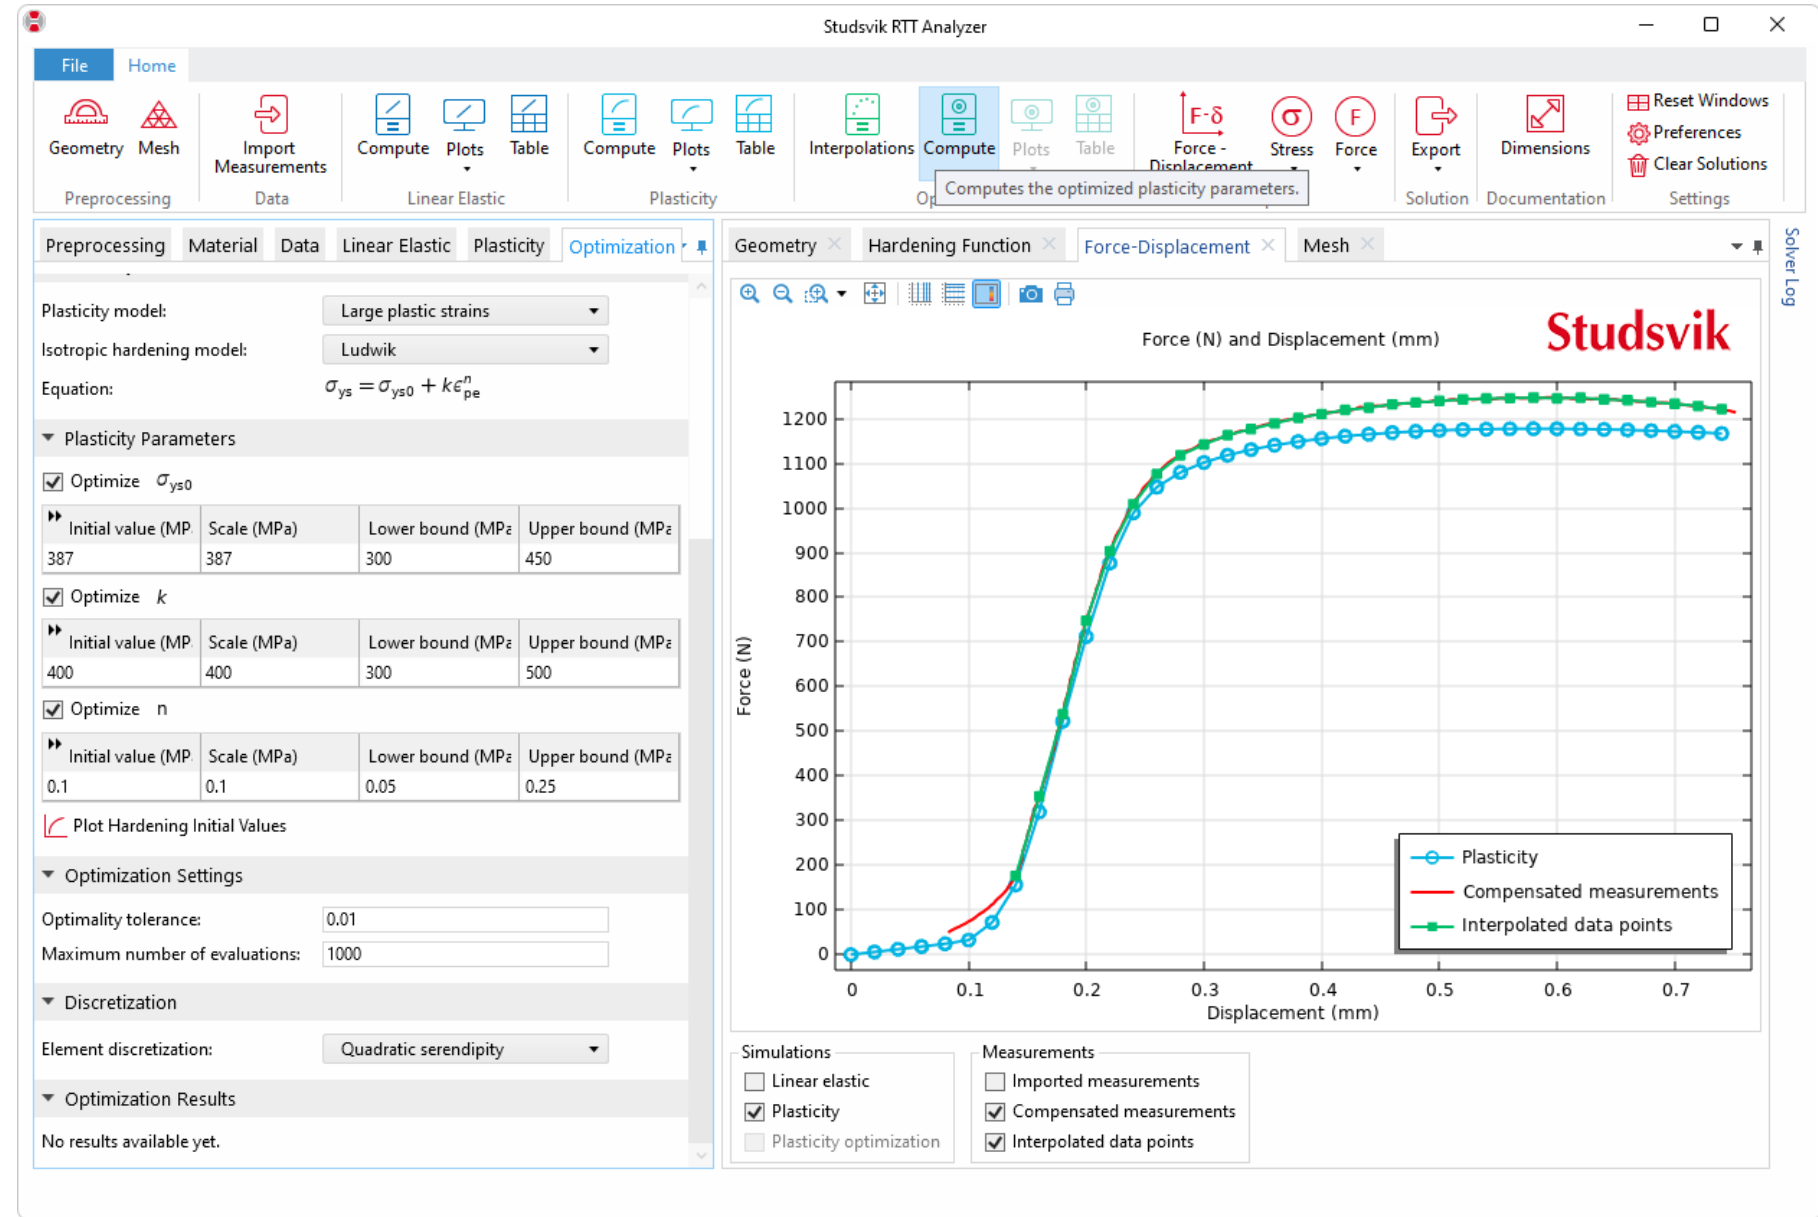 Studsvik RTT Analyzer
File Home
Geometry Mesh Import Measurements Compute Plots Table Compute Plots Table Interpolations Compute Plots Table Force - Displacement Stress Force Export Dimensions
F-δ σ F
Reset Windows
Preferences
Clear Solutions
Computes the optimized plasticity parameters.
Preprocessing Data Linear Elastic Plasticity Solution Documentation Settings
Preprocessing Material Data Linear Elastic Plasticity Optimization
Plasticity model: Large plastic strains
Isotropic hardening model: Ludwik
Equation: σys = σys0 + kϵpe^n
Plasticity Parameters
Optimize σys0
Initial value (MP Scale (MPa) Lower bound (MPa Upper bound (MPa
387 387 300 450
Optimize k
Initial value (MP Scale (MPa) Lower bound (MPa Upper bound (MPa
400 400 300 500
Optimize n
Initial value (MP Scale (MPa) Lower bound (MPa Upper bound (MPa
0.1 0.1 0.05 0.25
Plot Hardening Initial Values
Optimization Settings
Optimality tolerance: 0.01
Maximum number of evaluations: 1000
Discretization
Element discretization: Quadratic serendipity
Optimization Results
No results available yet.
Geometry Hardening Function Force-Displacement Mesh
Solver Log
Studsvik
Force (N) and Displacement (mm)
1200
1100
1000
900
800
700
600
500
400
300
200
100
0
Force (N)
0 0.1 0.2 0.3 0.4 0.5 0.6 0.7
Displacement (mm)
Plasticity
Compensated measurements
Interpolated data points
Simulations
Linear elastic
Plasticity
Plasticity optimization
Measurements
Imported measurements
Compensated measurements
Interpolated data points